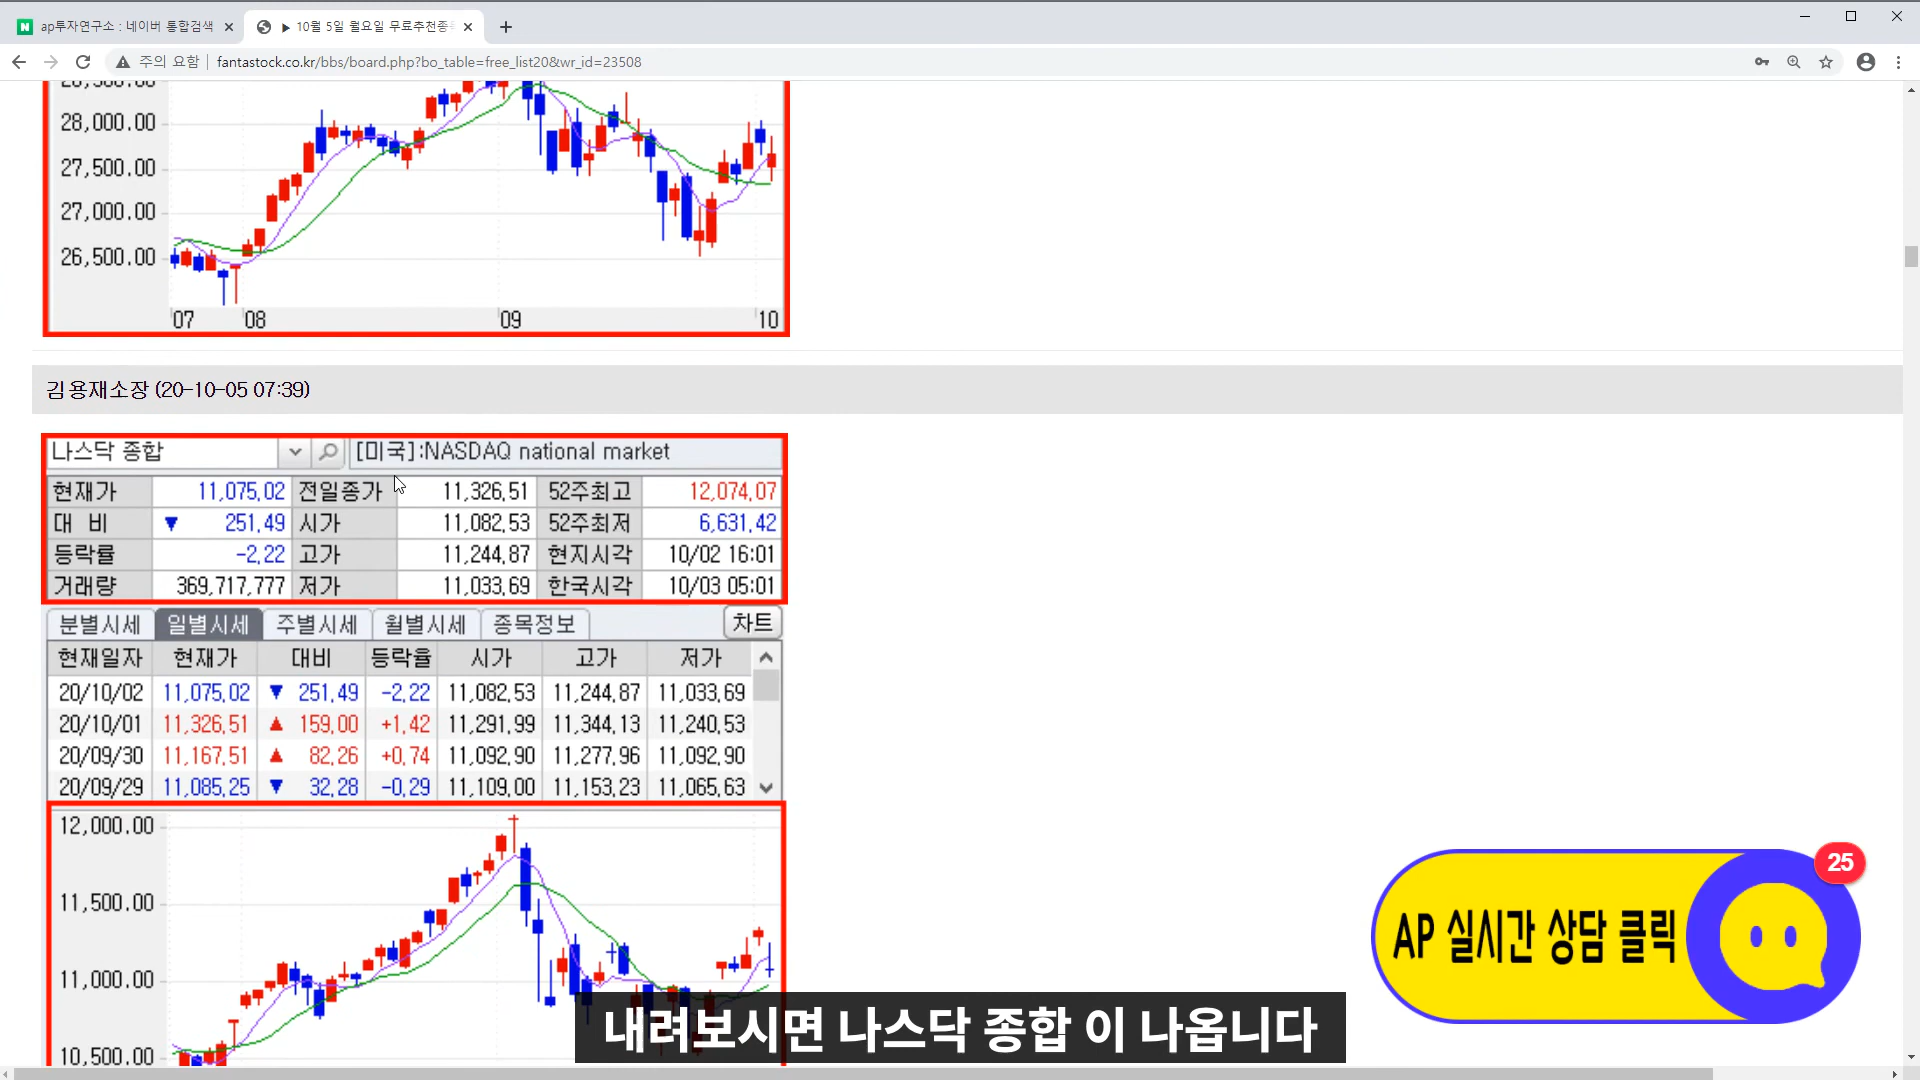 ap투자연구소 : 네이버 통합검색
▶ 10월 5일 월요일 무료추천종목
주의 요함
fantastock.co.kr/bbs/board.php?bo_table=free_list20&wr_id=23508
28,500.00
28,000.00
27,500.00
27,000.00
26,500.00
07 08 09 10
김용재소장 (20-10-05 07:39)
나스닥 종합 [미국]:NASDAQ national market
현재가 11,075.02 전일종가 11,326.51 52주최고 12,074.07
대 비 ▼ 251.49 시가 11,082.53 52주최저 6,631.42
등락률 -2.22 고가 11,244.87 현지시각 10/02 16:01
거래량 369,717,777 저가 11,033.69 한국시각 10/03 05:01
분별시세 일별시세 주별시세 월별시세 종목정보 차트
현재일자 현재가 대비 등락율 시가 고가 저가
20/10/02 11,075.02 ▼ 251.49 -2.22 11,082.53 11,244.87 11,033.69
20/10/01 11,326.51 ▲ 159.00 +1.42 11,291.99 11,344.13 11,240.53
20/09/30 11,167.51 ▲ 82.26 +0.74 11,092.90 11,277.96 11,092.90
20/09/29 11,085.25 ▼ 32.28 -0.29 11,109.00 11,153.23 11,065.63
12,000.00
11,500.00
11,000.00
10,500.00
25
AP 실시간 상담 클릭
내려보시면 나스닥 종합 이 나옵니다